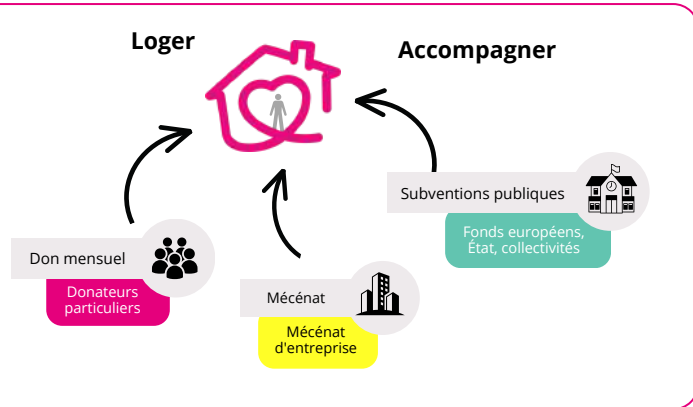 Loger
Accompagner
Subventions publiques
Fonds européens,
État, collectivités
Don mensuel
Donateurs
particuliers
Mécénat
Mécénat
d'entreprise